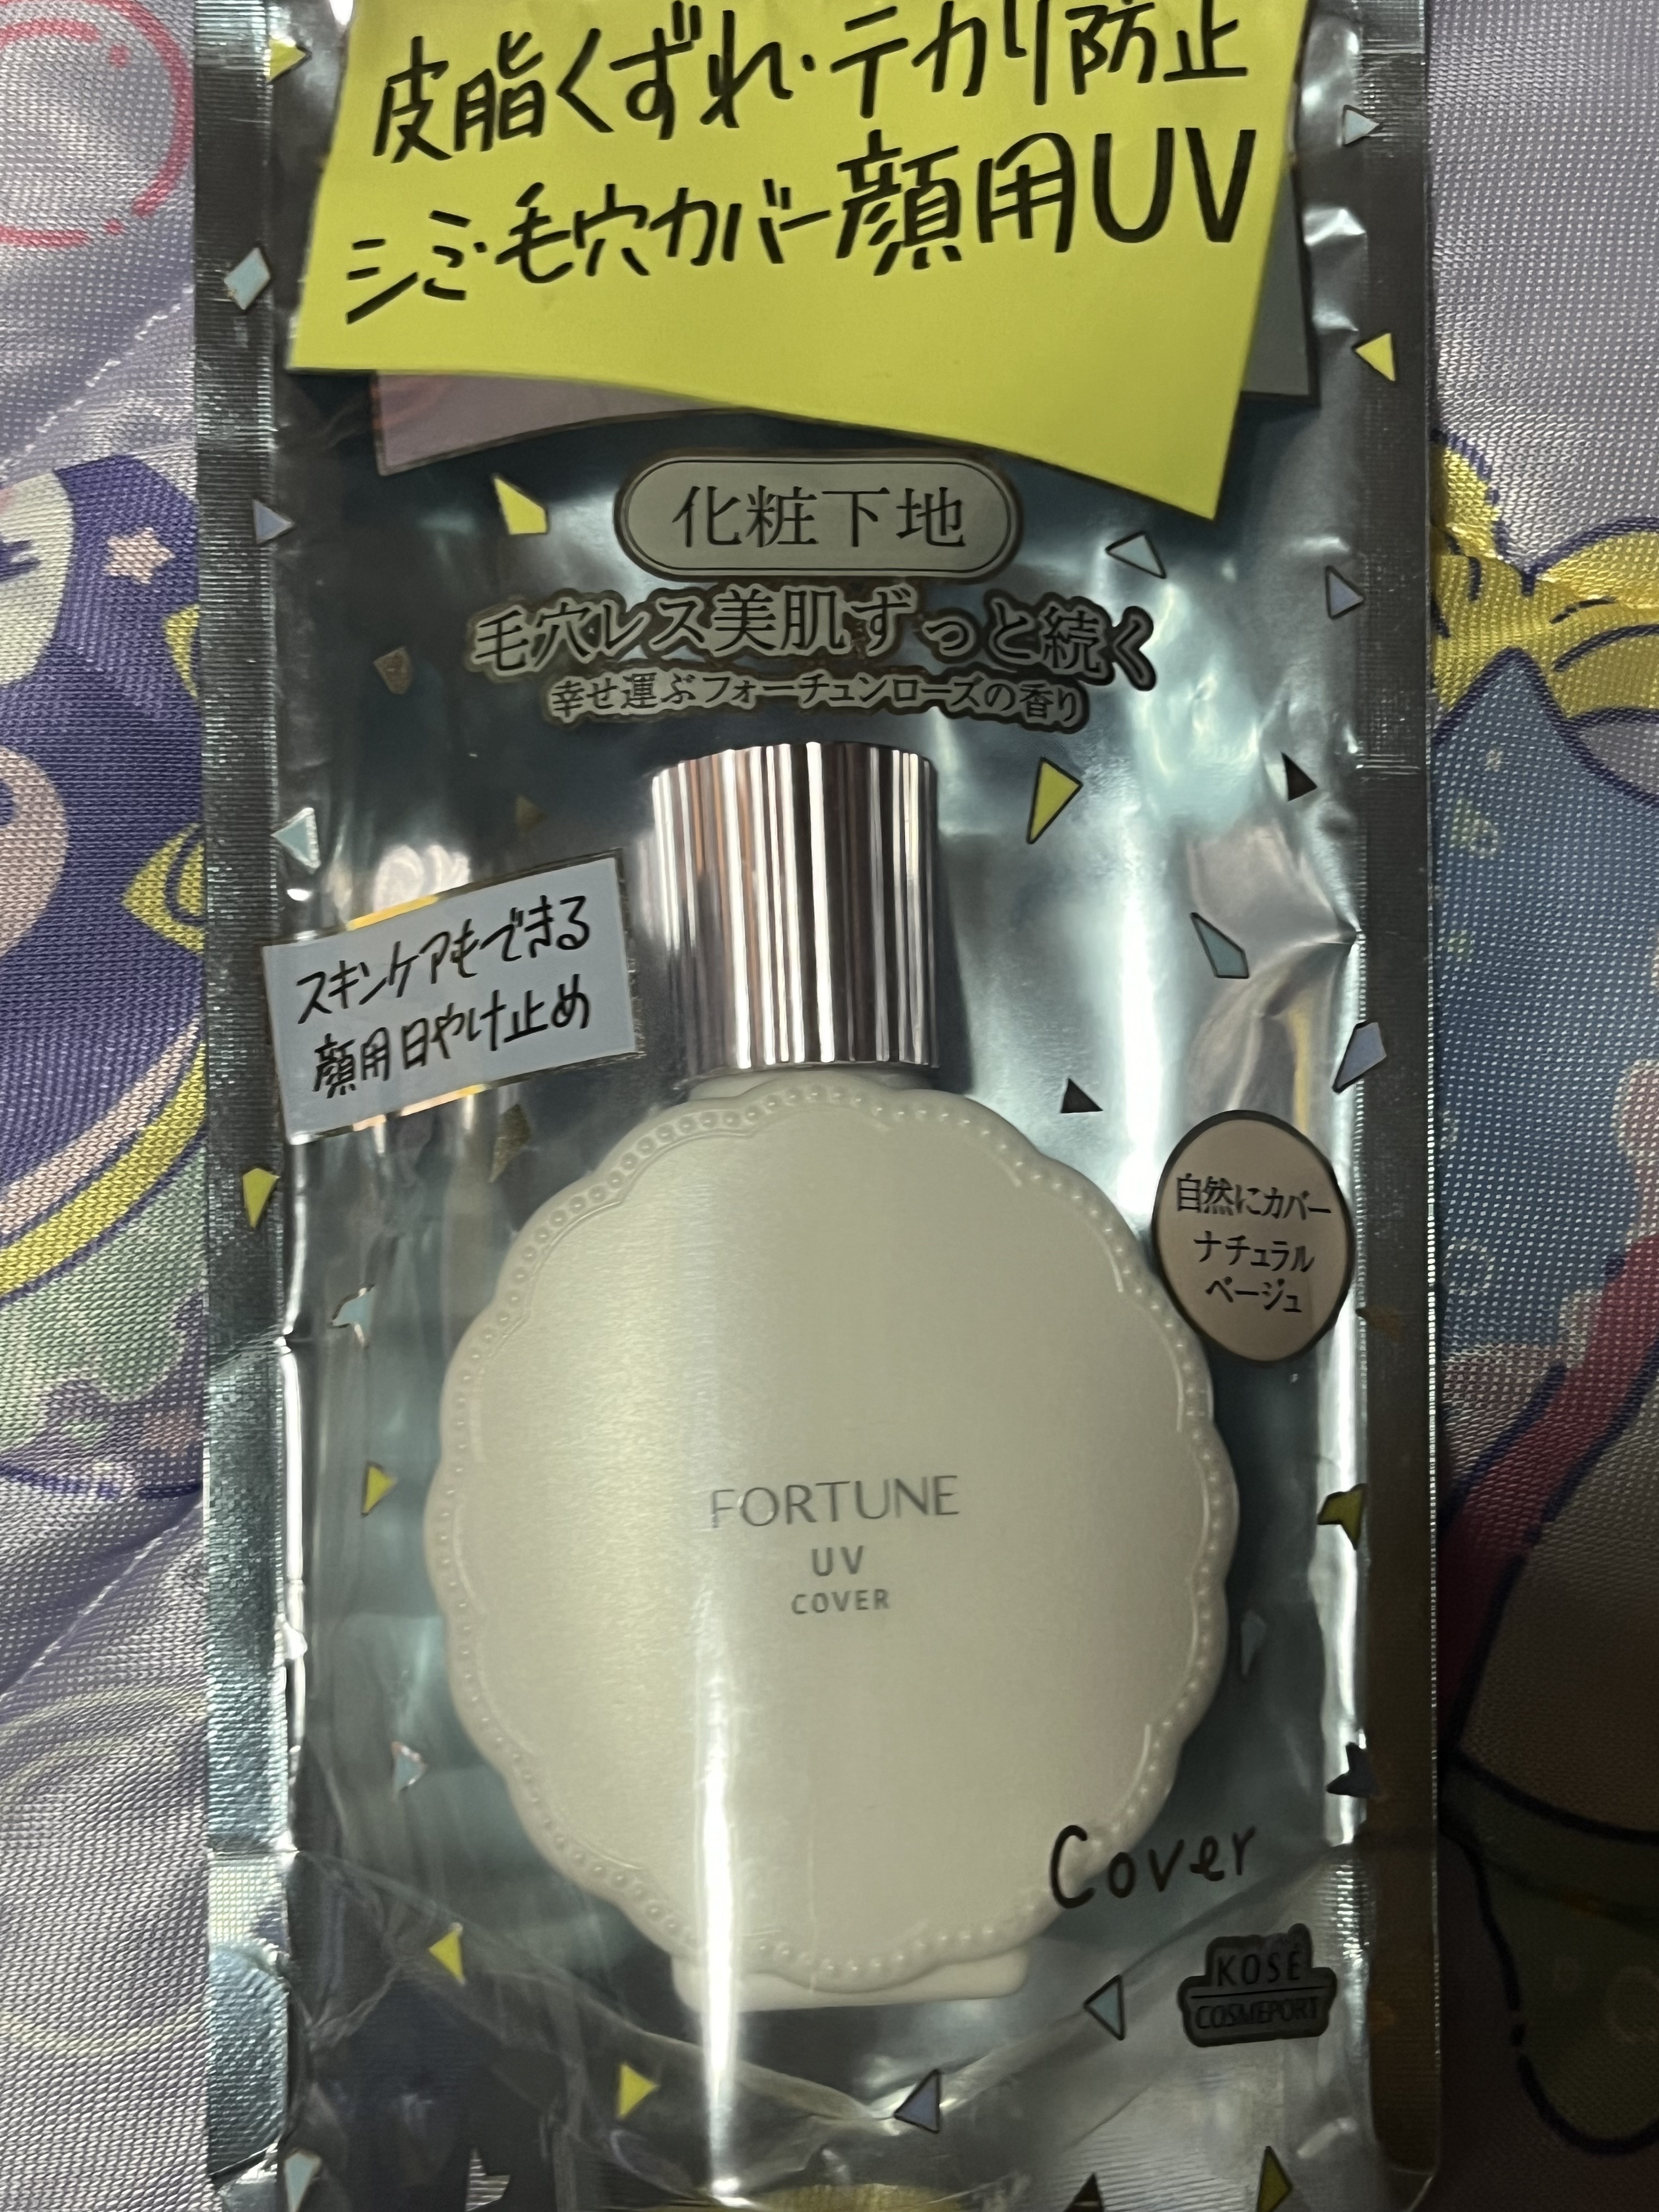 皮脂くずれ・テカリ防止
シミ・毛穴カバー顔用UV
化粧下地
毛穴レス美肌ずっと続く
幸せ運ぶフォーチュンローズの香り
スキンケアもできる
顔用日やけ止め
自然にカバー
ナチュラル
ベージュ
FORTUNE
UV
COVER
Cover
KOSÉ
COSMEPORT